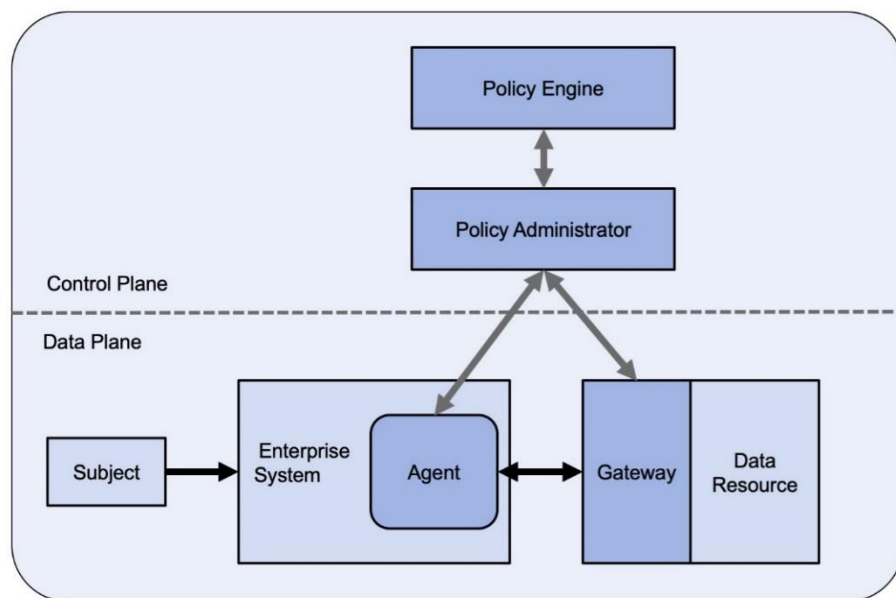 Policy Engine
Policy Administrator
Control Plane
Data Plane
Subject
Enterprise
System
Agent
Gateway
Data
Resource